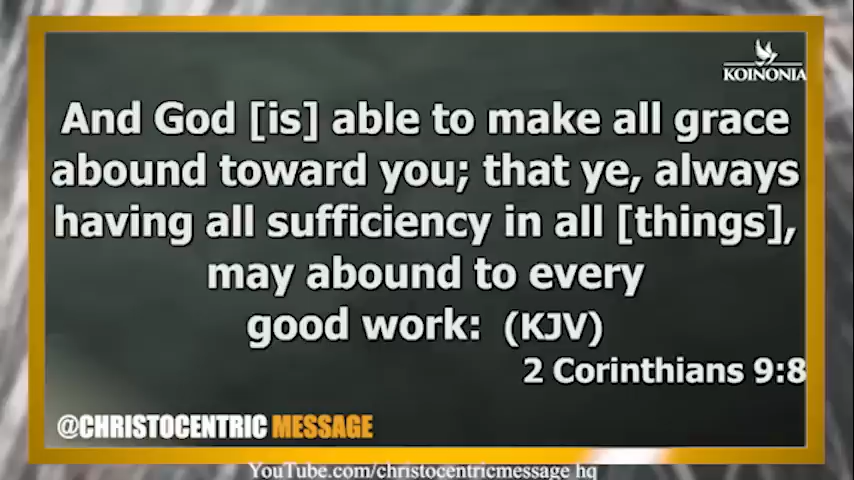 KOINONIA
And God [is] able to make all grace
abound toward you; that ye, always
having all sufficiency in all [things],
may abound to every
good work: (KJV)
2 Corinthians 9:8
@CHRISTOCENTRIC MESSAGE
YouTube.com/christocentricmessage hq